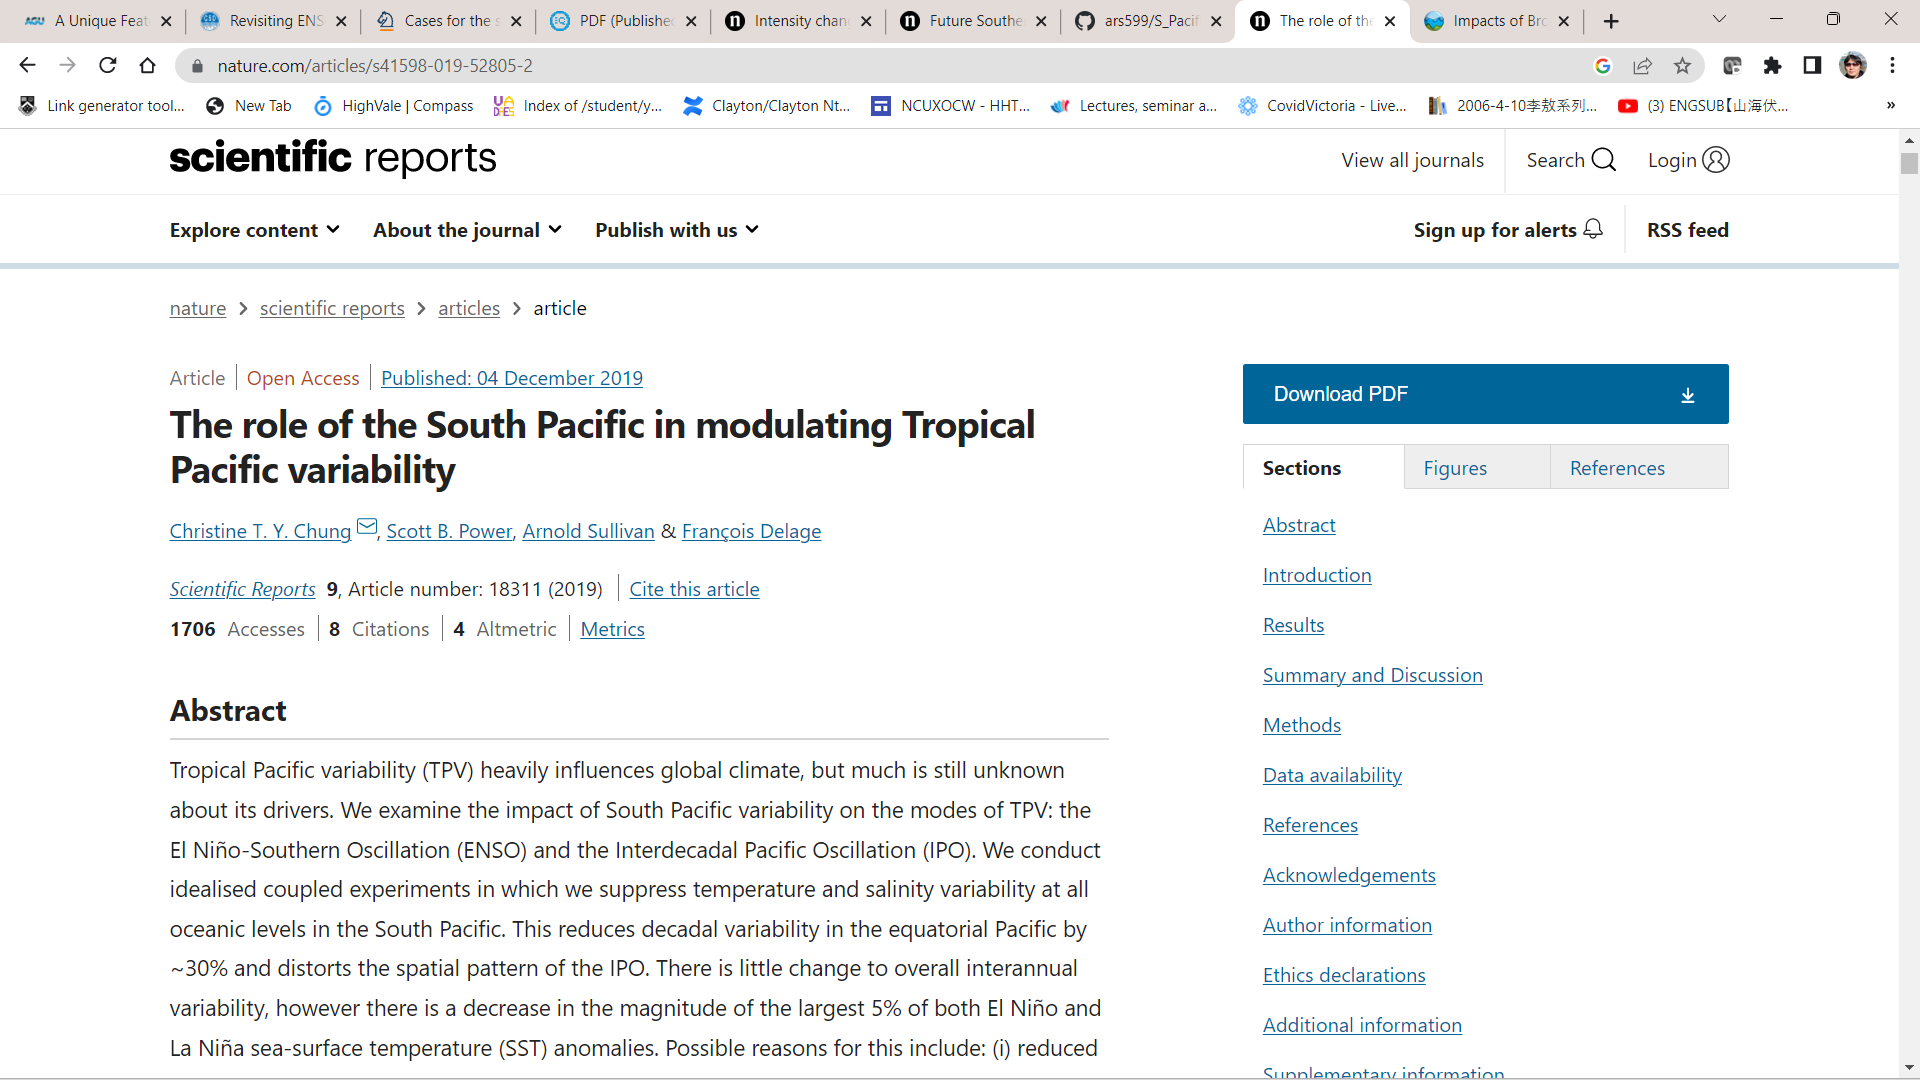 A Unique Feat
Revisiting ENS
Cases for the s
PDF (Publishe
Intensity chan
Future Southe
ars599/S_Pacif
The role of the
Impacts of Bro
nature.com/articles/s41598-019-52805-2
Link generator tool...
New Tab
HighVale | Compass
Index of /student/y...
Clayton/Clayton Nt...
NCUXOCW - HHT...
Lectures, seminar a...
CovidVictoria - Live...
2006-4-10李敖系列...
(3) ENGSUB【山海伏...
»
scientific reports
View all journals
Search
Login
Explore content
About the journal
Publish with us
Sign up for alerts
RSS feed
nature > scientific reports > articles > article
Article | Open Access | Published: 04 December 2019
The role of the South Pacific in modulating Tropical
Pacific variability
Christine T. Y. Chung, Scott B. Power, Arnold Sullivan & François Delage
Scientific Reports 9, Article number: 18311 (2019) | Cite this article
1706 Accesses | 8 Citations | 4 Altmetric | Metrics
Abstract
Tropical Pacific variability (TPV) heavily influences global climate, but much is still unknown
about its drivers. We examine the impact of South Pacific variability on the modes of TPV: the
El Niño-Southern Oscillation (ENSO) and the Interdecadal Pacific Oscillation (IPO). We conduct
idealised coupled experiments in which we suppress temperature and salinity variability at all
oceanic levels in the South Pacific. This reduces decadal variability in the equatorial Pacific by
~30% and distorts the spatial pattern of the IPO. There is little change to overall interannual
variability, however there is a decrease in the magnitude of the largest 5% of both El Niño and
La Niña sea-surface temperature (SST) anomalies. Possible reasons for this include: (i) reduced
Download PDF
Sections
Figures
References
Abstract
Introduction
Results
Summary and Discussion
Methods
Data availability
References
Acknowledgements
Author information
Ethics declarations
Additional information
Supplementary information